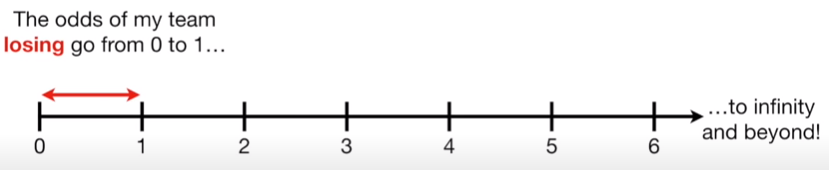 The odds of my team
losing go from 0 to 1...
...to infinity
and beyond!
0 1 2 3 4 5 6